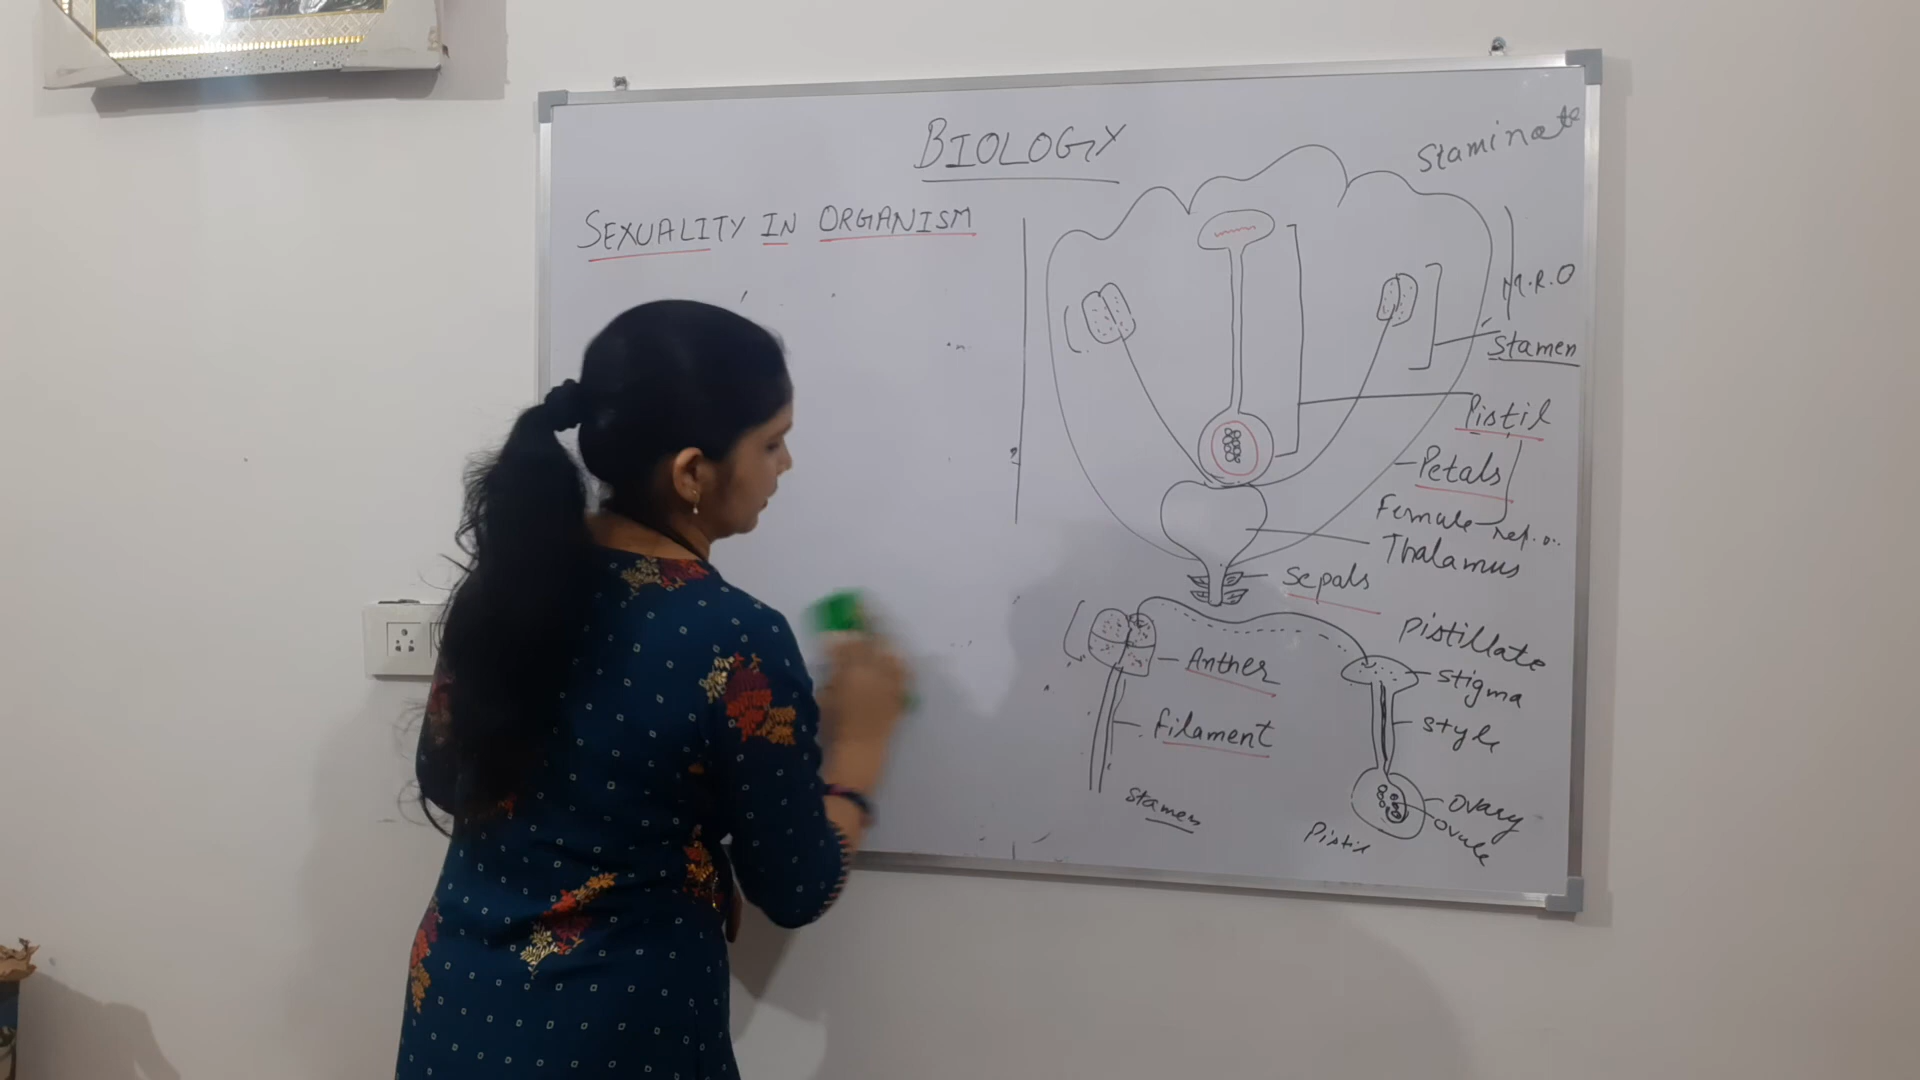 BIOLOGY
SEXUALITY IN ORGANISM
Staminate
M.R.O
Stamen
Pistil
Petals
Female rep.o..
Thalamus
Sepals
Pistillate
Stigma
Anther
Style
Filament
Ovary
Ovule
Stamen
Pistil